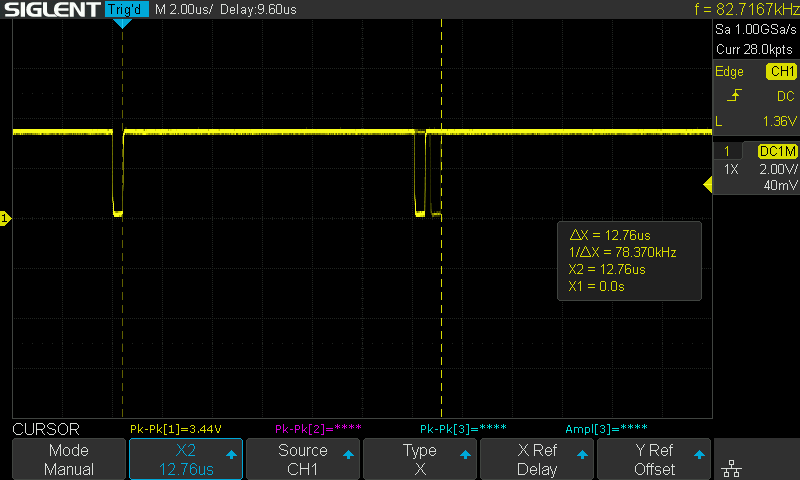 SIGLENT Trig'd M 2.00us/ Delay:9.60us f = 82.7167kHz
Sa 1.00GSa/s
Curr 28.0kpts
Edge CH1
DC
L 1.36V
1 DC1M
1X 2.00V/
40mV
1
ΔX = 12.76us
1/ΔX = 78.370kHz
X2 = 12.76us
X1 = 0.0s
CURSOR Pk-Pk[1]=3.44V Pk-Pk[2]=**** Pk-Pk[3]=**** Ampl[3]=****
Mode X2 Source Type X Ref Y Ref
Manual 12.76us CH1 X Delay Offset